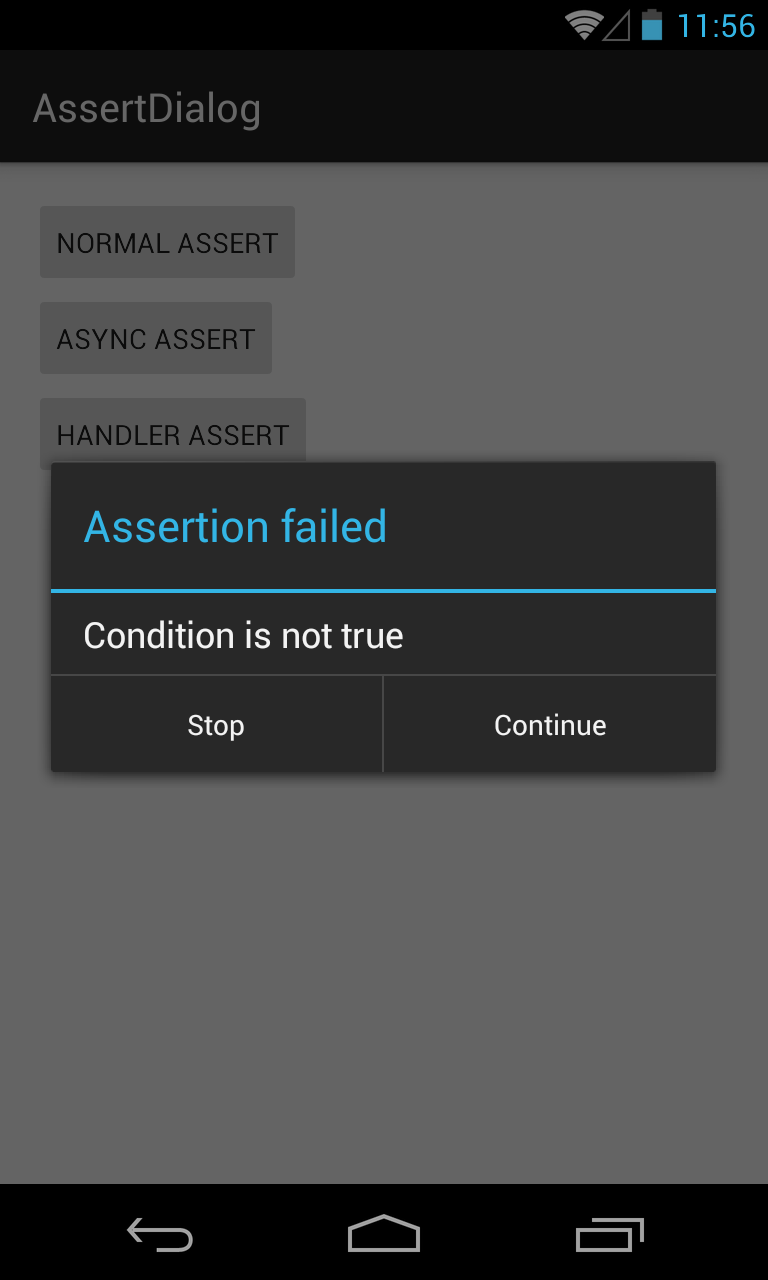 11:56
AssertDialog
NORMAL ASSERT
ASYNC ASSERT
HANDLER ASSERT
Assertion failed
Condition is not true
Stop
Continue